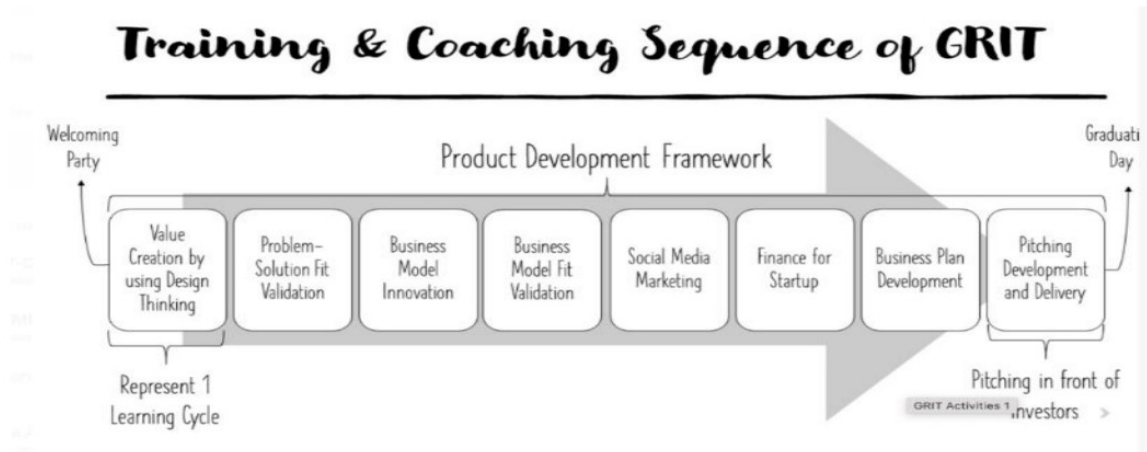 Training & Coaching Sequence of GRIT
Welcoming
Party
Product Development Framework
Graduati
Day
Value
Creation by
using Design
Thinking
Problem-
Solution Fit
Validation
Business
Model
Innovation
Business
Model Fit
Validation
Social Media
Marketing
Finance for
Startup
Business Plan
Development
Pitching
Development
and Delivery
Represent 1
Learning Cycle
Pitching in front of
investors
GRIT Activities 1